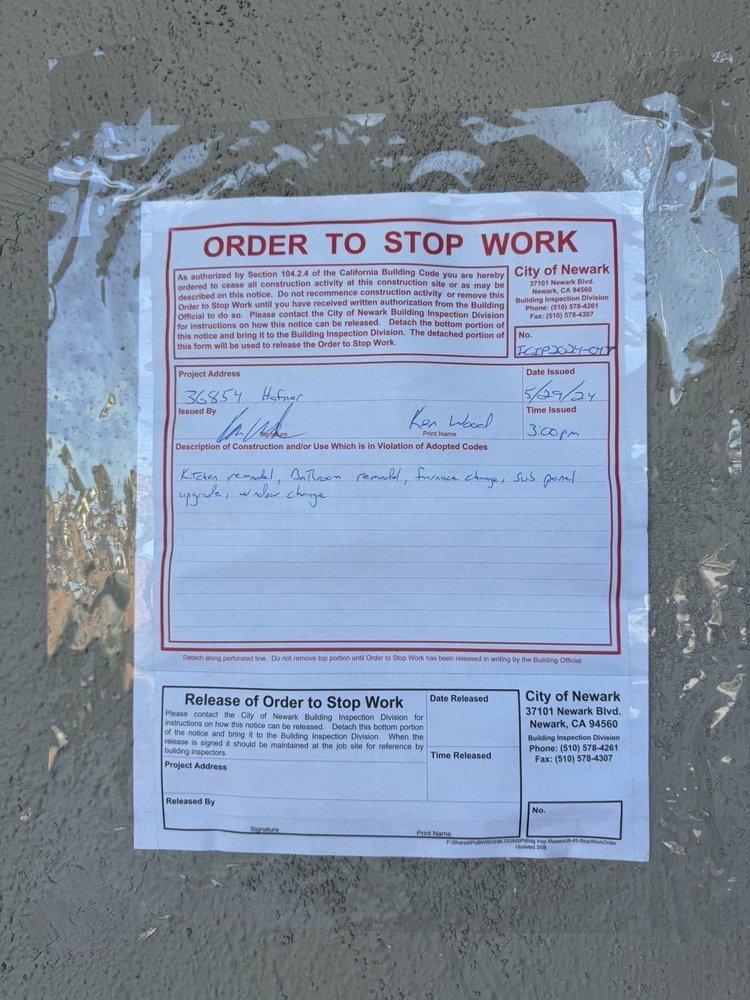 ORDER TO STOP WORK
As authorized by Section 104.2.4 of the California Building Code you are hereby
ordered to cease all construction activity at this construction site or as may be
described on this notice. Do not recommence construction activity or remove this
Order to Stop Work until you have received written authorization from the Building
Official to do so. Please contact the City of Newark Building Inspection Division
for instructions on how this notice can be released. Detach the bottom portion of
this notice and bring it to the Building Inspection Division. The detached portion of
this form will be used to release the Order to Stop Work.
City of Newark
37101 Newark Blvd.
Newark, CA 94560
Building Inspection Division
Phone: (510) 578-4261
Fax: (510) 578-4307
No.
Project Address
36854 Hafner
Date Issued
5/29/24
Issued By
Signature
Ken Wood
Print Name
Time Issued
3:00pm
Description of Construction and/or Use Which is in Violation of Adopted Codes
Kitchen remodel, Bathroom remodel, furnace change, sub panel
upgrade, window change
Detach along perforated line. Do not remove top portion until Order to Stop Work has been released in writing by the Building Official
Release of Order to Stop Work
Please contact the City of Newark Building Inspection Division for
instructions on how this notice can be released. Detach this bottom portion
of the notice and bring it to the Building Inspection Division. When the
release is signed it should be maintained at the job site for reference by
building inspectors.
Date Released
Time Released
Project Address
Released By
Signature
Print Name
City of Newark
37101 Newark Blvd.
Newark, CA 94560
Building Inspection Division
Phone: (510) 578-4261
Fax: (510) 578-4307
No.
Updated 3/08